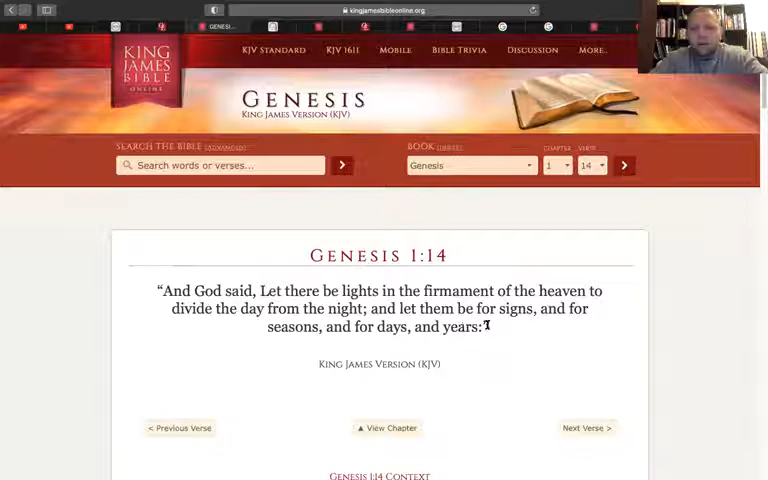 kingjamesbibleonline.org
GENESI...
KING
JAMES
BIBLE
ONLINE
KJV STANDARD KJV 1611 MOBILE BIBLE TRIVIA DISCUSSION MORE..
GENESIS
KING JAMES VERSION (KJV)
SEARCH THE BIBLE (ADVANCED)
BOOK
CHAPTER VERSE
Search words or verses...
Genesis 1 14
GENESIS 1:14
“And God said, Let there be lights in the firmament of the heaven to
divide the day from the night; and let them be for signs, and for
seasons, and for days, and years:
KING JAMES VERSION (KJV)
< Previous Verse ▲ View Chapter Next Verse >
GENESIS 1:14 CONTEXT